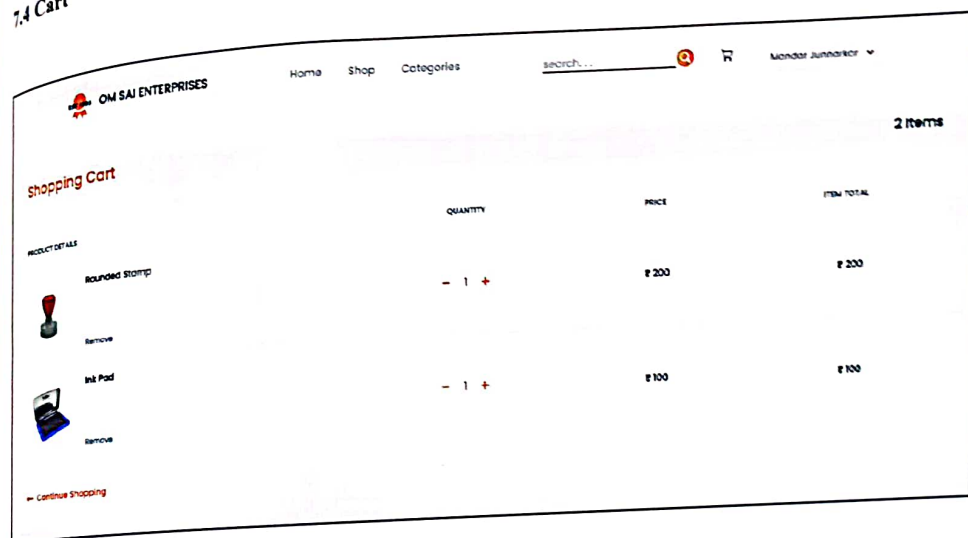 7.4 Cart
OM SAI ENTERPRISES
Home Shop Categories search... Mandar Junnarkar
2 Items
Shopping Cart
PRODUCT DETAILS QUANTITY PRICE ITEM TOTAL
Rounded Stamp
- 1 + ₹ 200 ₹ 200
Remove
Ink Pad
- 1 + ₹ 100 ₹ 100
Remove
← Continue Shopping